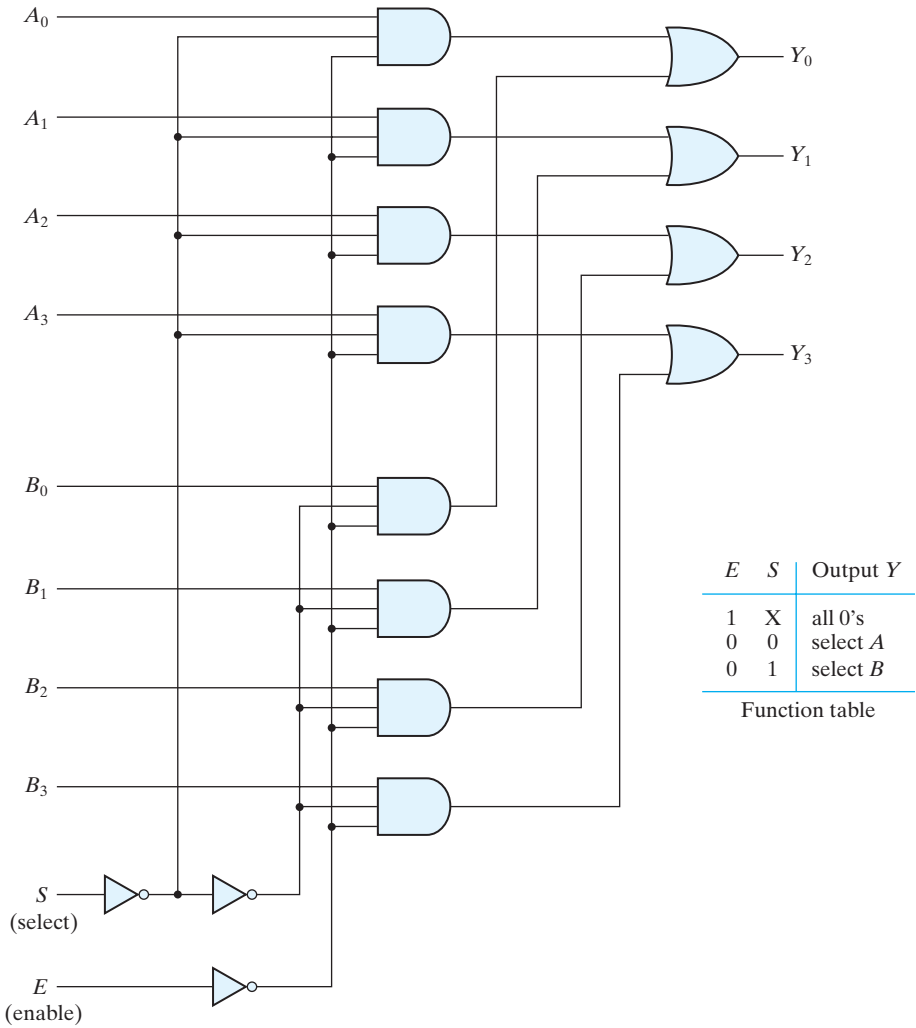 A₀
Y₀
A₁
Y₁
A₂
Y₂
A₃
Y₃
B₀
B₁
E S Output Y
1 X all 0's
0 0 select A
0 1 select B
Function table
B₂
B₃
S
(select)
E
(enable)